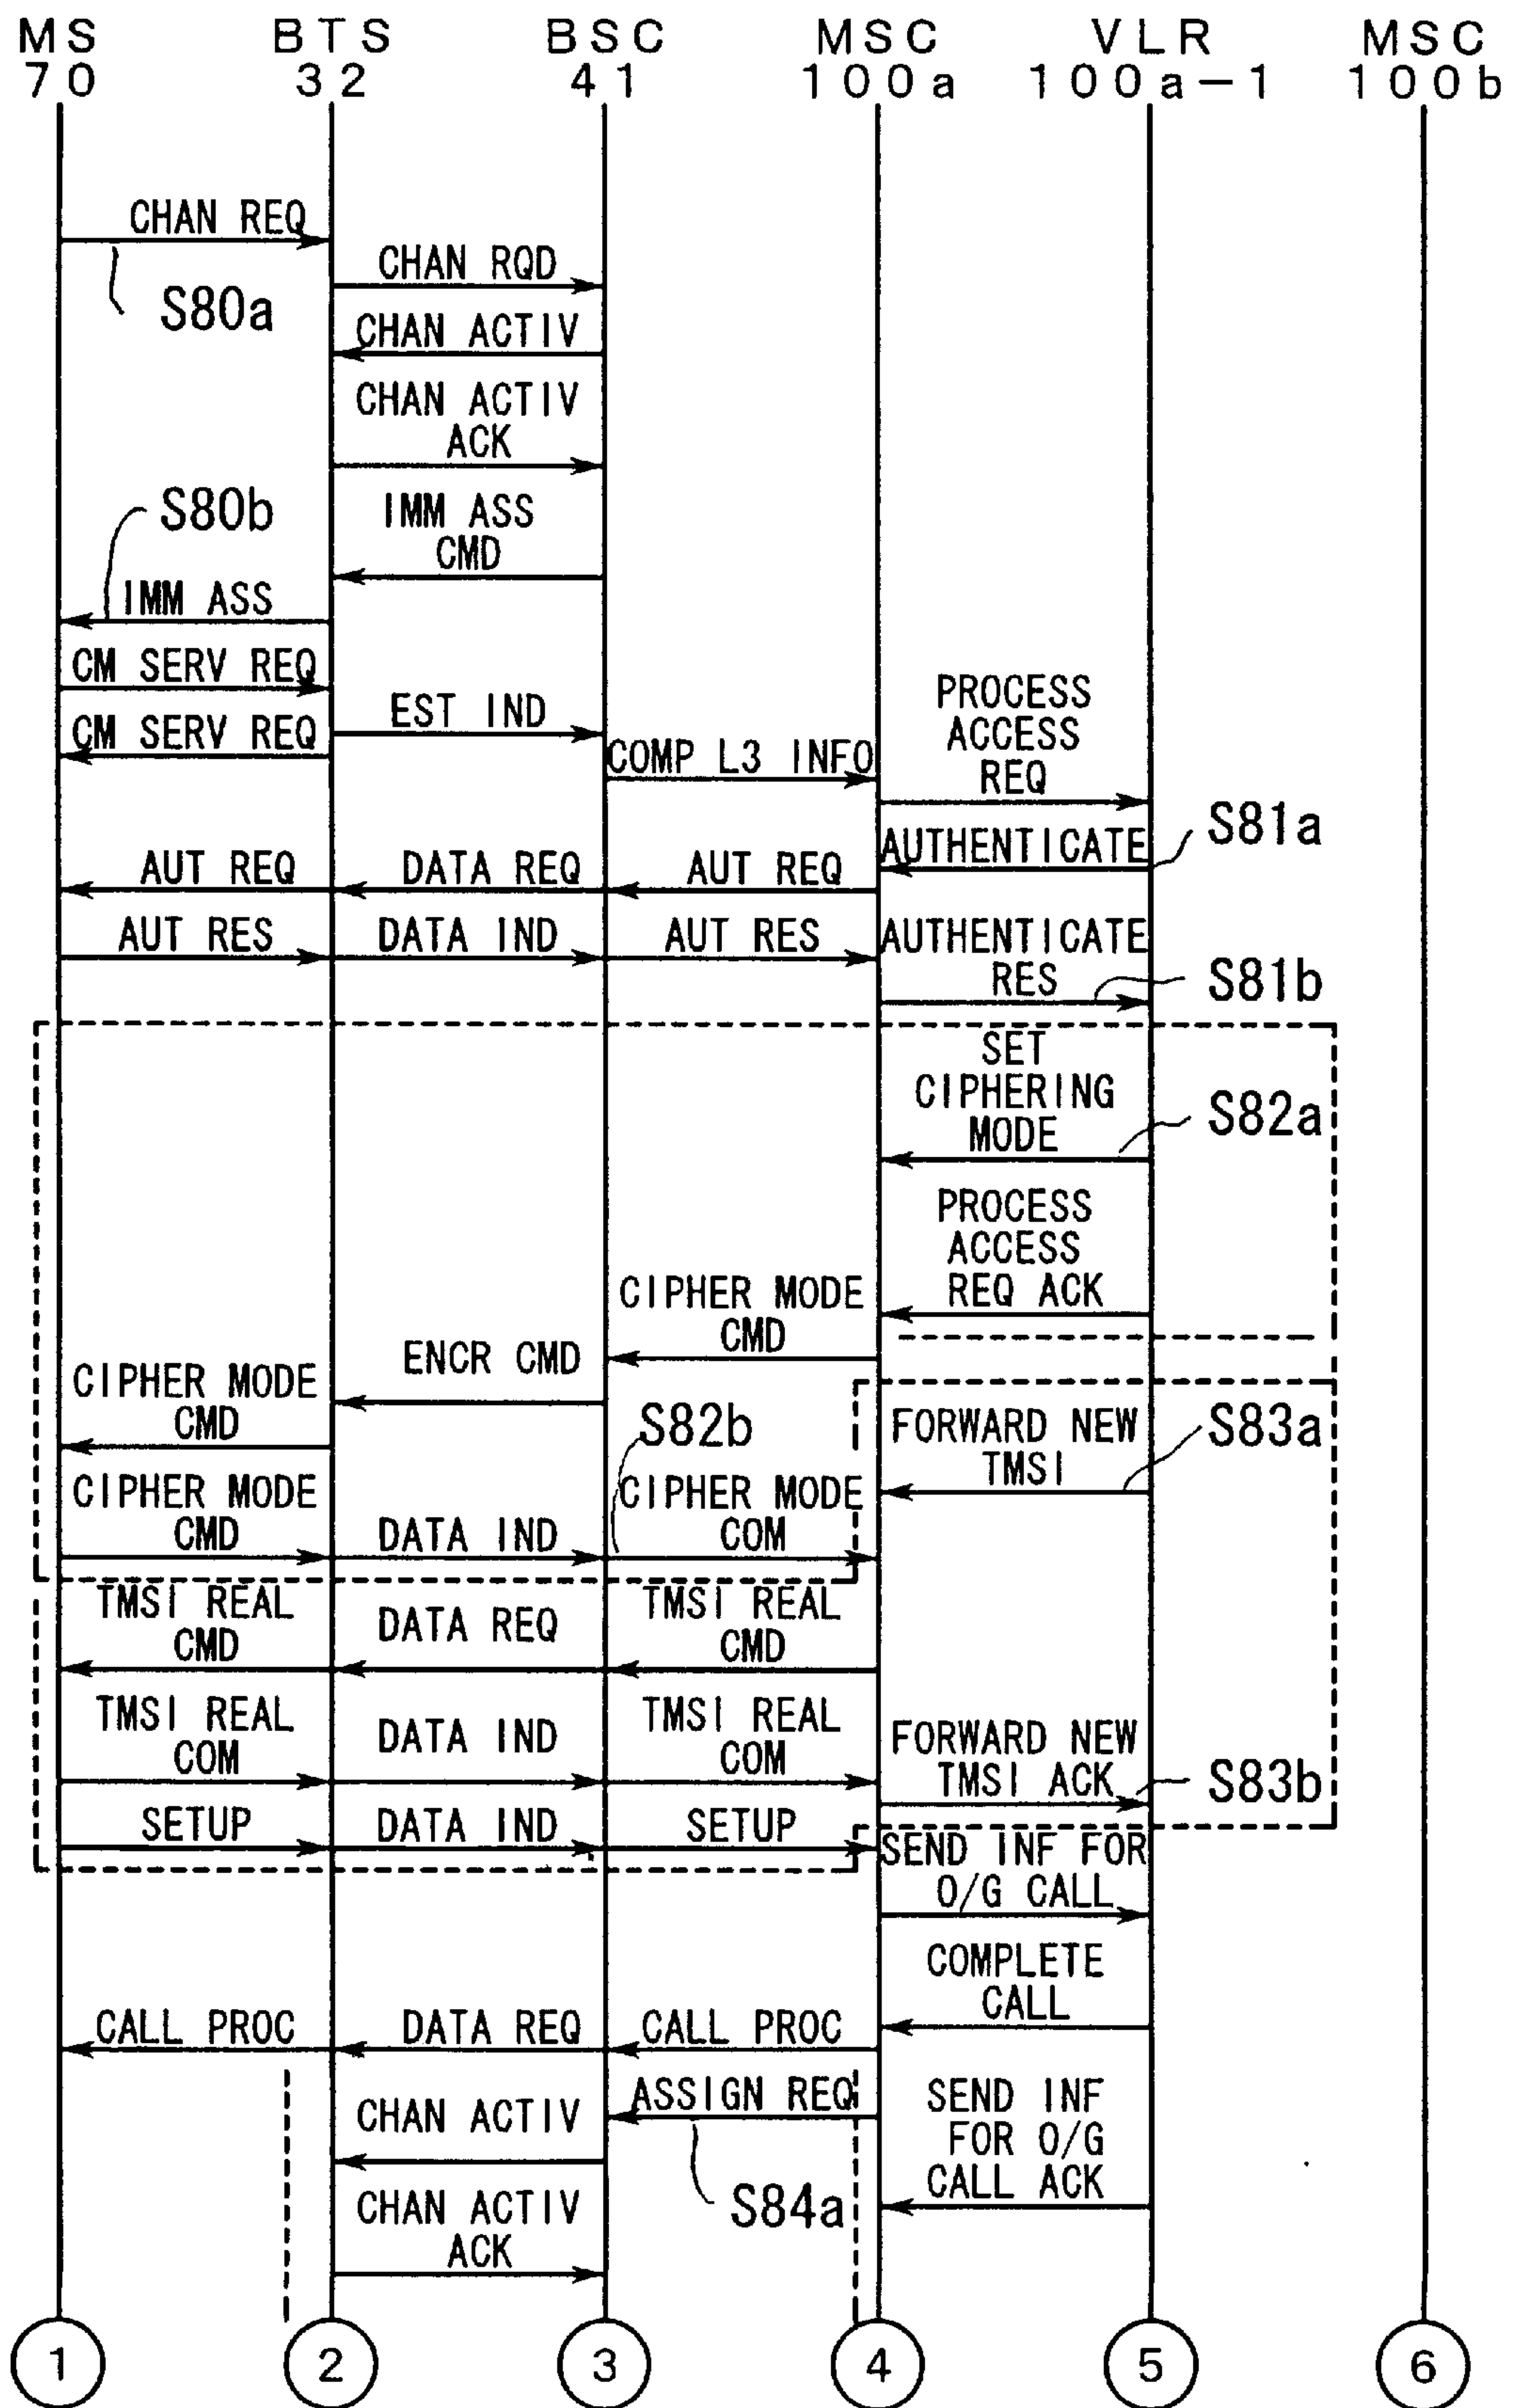 MS BTS BSC MSC VLR MSC
70 32 41 100a 100a-1 100b
CHAN REQ
S80a
CHAN RQD
CHAN ACTIV
CHAN ACTIV
ACK
S80b
IMM ASS
CMD
IMM ASS
CM SERV REQ
EST IND
CM SERV REQ
COMP L3 INFO
PROCESS
ACCESS
REQ
S81a
AUTHENTICATE
AUT REQ DATA REQ AUT REQ
AUT RES DATA IND AUT RES
AUTHENTICATE
RES
S81b
SET
CIPHERING
MODE
S82a
PROCESS
ACCESS
REQ ACK
CIPHER MODE
CMD
ENCR CMD
CIPHER MODE
CMD
S82b
FORWARD NEW
TMSI
S83a
CIPHER MODE
CMD
DATA IND
CIPHER MODE
COM
TMSI REAL
CMD
DATA REQ
TMSI REAL
CMD
TMSI REAL
COM
DATA IND
TMSI REAL
COM
FORWARD NEW
TMSI ACK
S83b
SETUP DATA IND SETUP
SEND INF FOR
O/G CALL
COMPLETE
CALL
CALL PROC DATA REQ CALL PROC
ASSIGN REQ
S84a
CHAN ACTIV
SEND INF
FOR O/G
CALL ACK
CHAN ACTIV
ACK
1 2 3 4 5 6